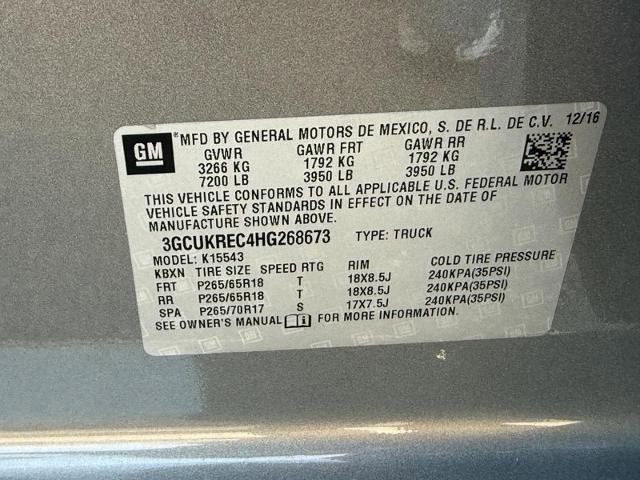 GM ®MFD BY GENERAL MOTORS DE MEXICO, S. DE R.L. DE C.V. 12/16
GVWR GAWR FRT GAWR RR
3266 KG 1792 KG 1792 KG
7200 LB 3950 LB 3950 LB
THIS VEHICLE CONFORMS TO ALL APPLICABLE U.S. FEDERAL MOTOR
VEHICLE SAFETY STANDARDS IN EFFECT ON THE DATE OF
MANUFACTURE SHOWN ABOVE.
3GCUKREC4HG268673 TYPE: TRUCK
MODEL: K15543
KBXN TIRE SIZE SPEED RTG RIM COLD TIRE PRESSURE
FRT P265/65R18 T 18X8.5J 240KPA(35PSI)
RR P265/65R18 T 18X8.5J 240KPA(35PSI)
SPA P265/70R17 S 17X7.5J 240KPA(35PSI)
SEE OWNER'S MANUAL FOR MORE INFORMATION.